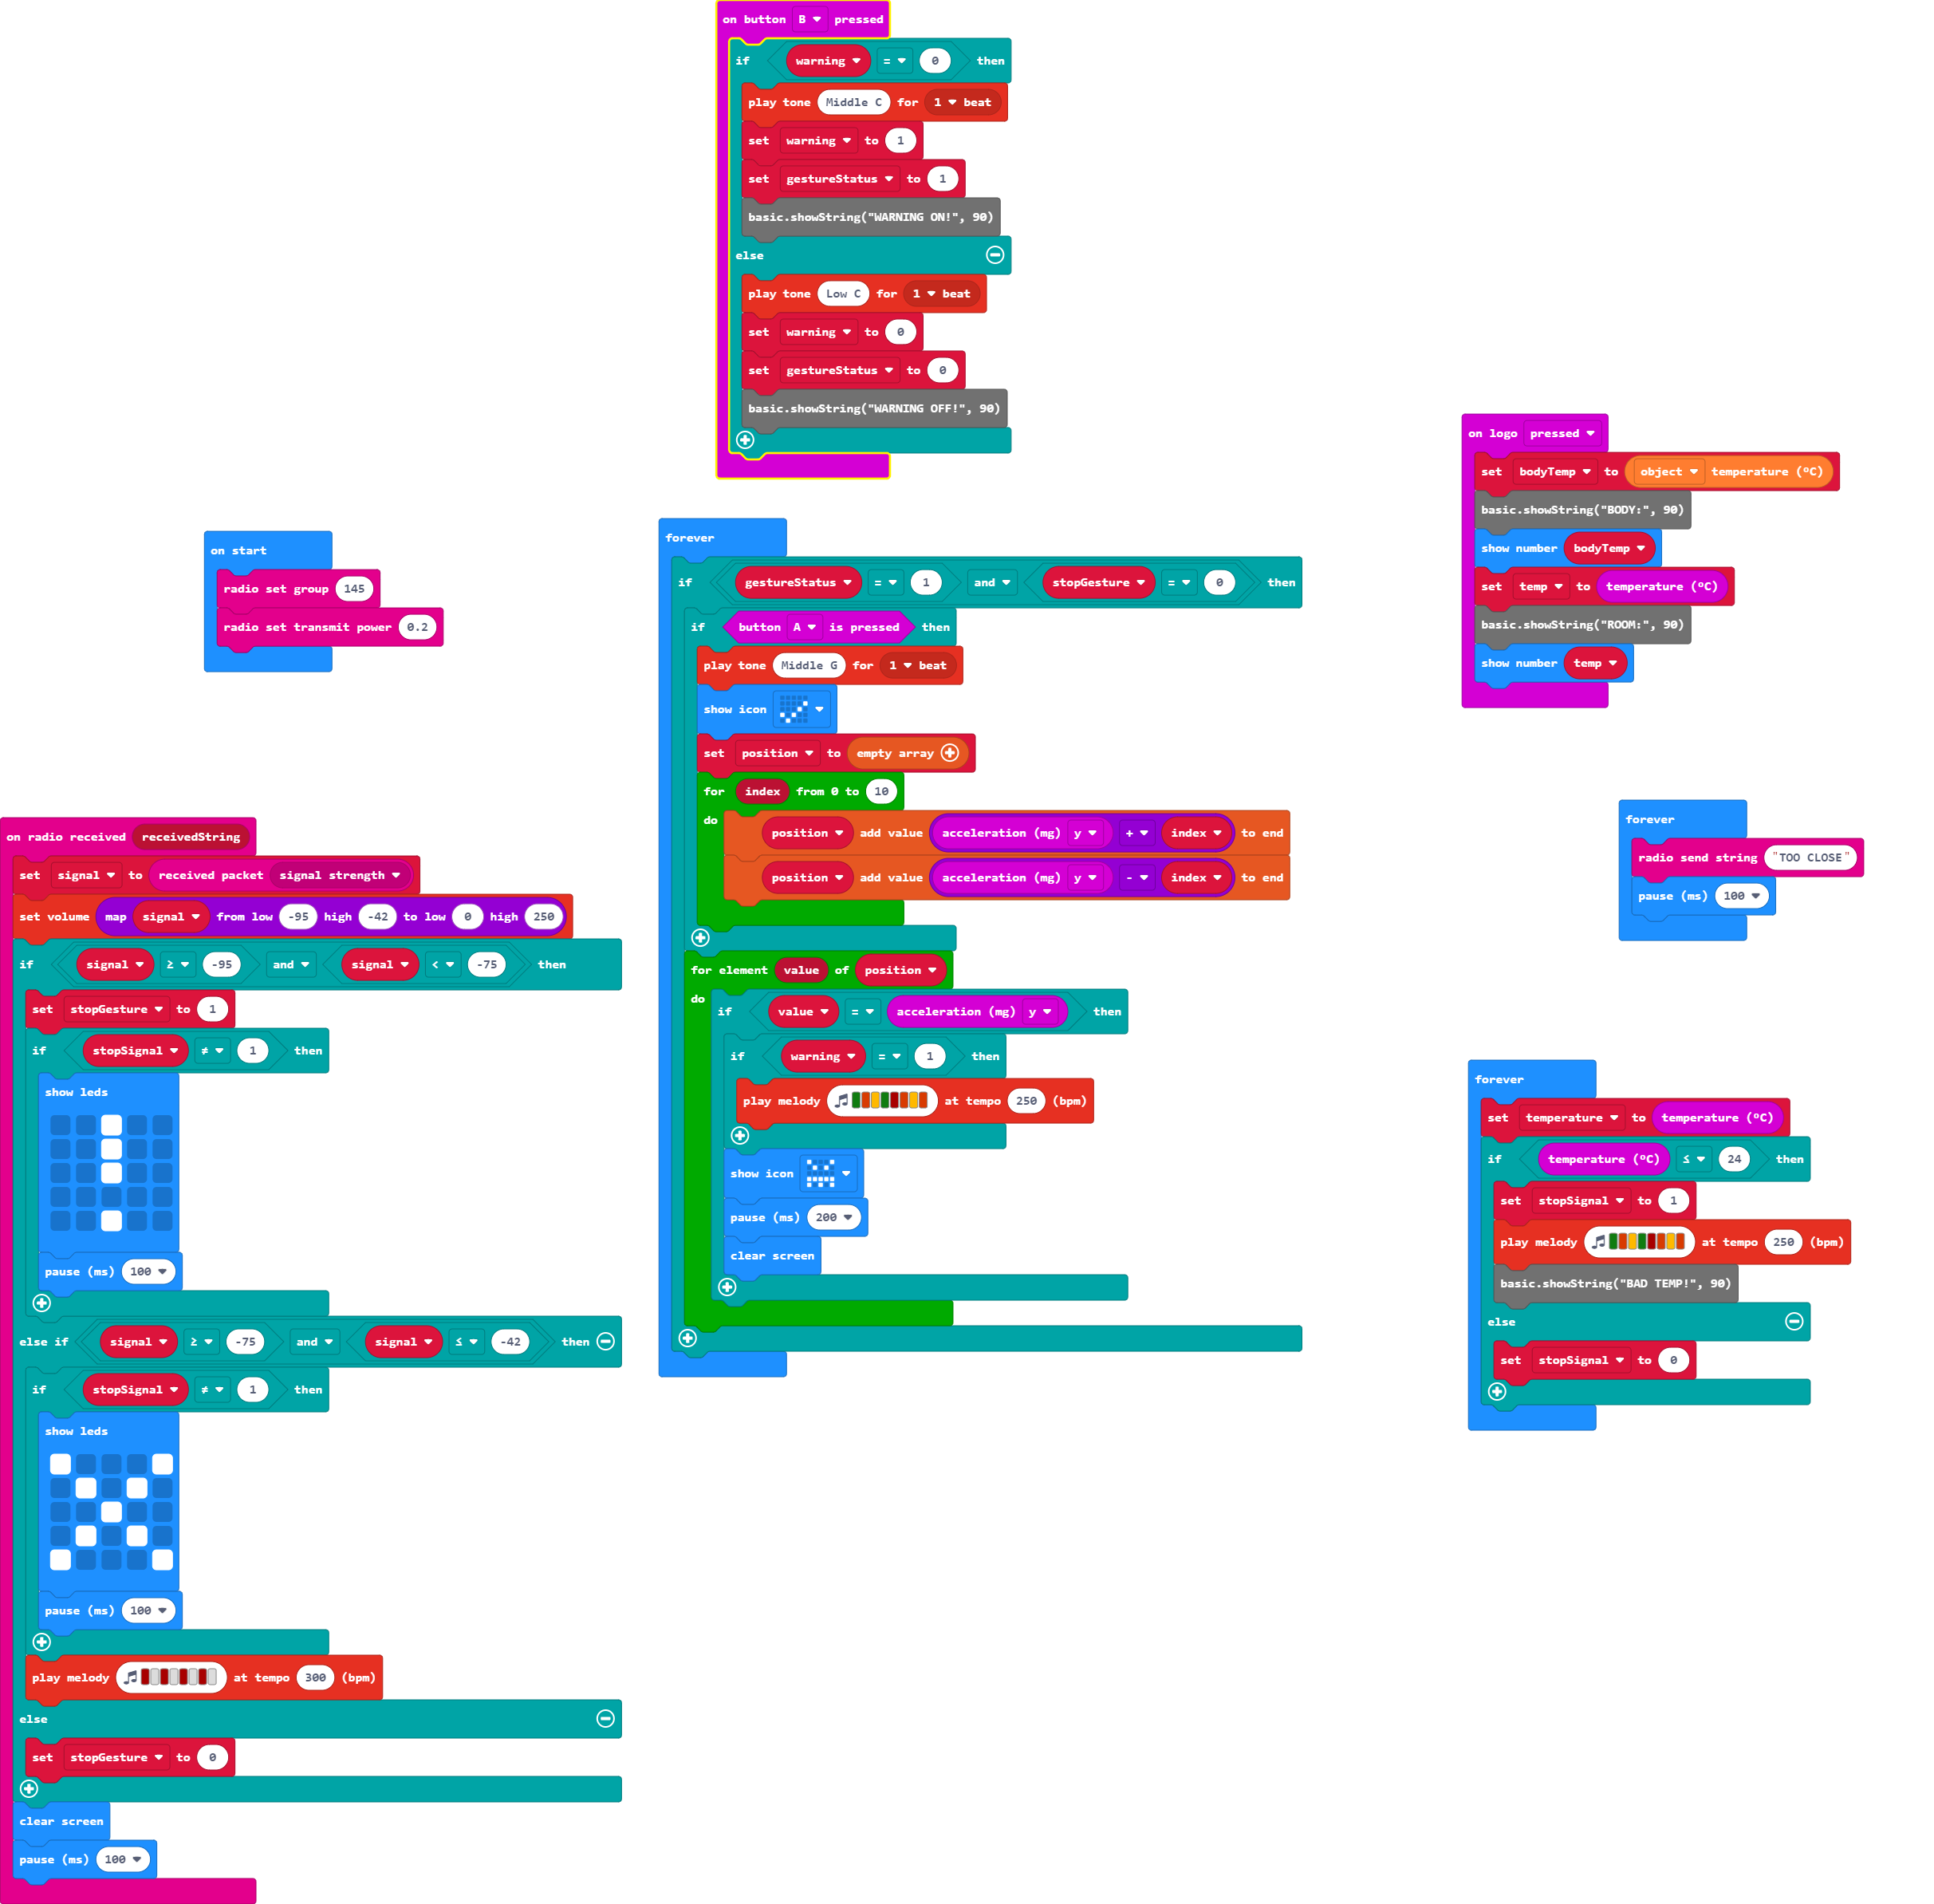 on button B pressed
if warning = 0 then
play tone Middle C for 1 beat
set warning to 1
set gestureStatus to 1
basic.showString("WARNING ON!", 90)
else
play tone Low C for 1 beat
set warning to 0
set gestureStatus to 0
basic.showString("WARNING OFF!", 90)
on start
radio set group 145
radio set transmit power 0.2
on radio received receivedString
set signal to received packet signal strength
set volume map signal from low -95 high -42 to low 0 high 250
if signal ≥ -95 and signal < -75 then
set stopGesture to 1
if stopSignal ≠ 1 then
show leds
pause (ms) 100
else if signal ≥ -75 and signal ≤ -42 then
if stopSignal ≠ 1 then
show leds
pause (ms) 100
play melody at tempo 300 (bpm)
else
set stopGesture to 0
clear screen
pause (ms) 100
forever
if gestureStatus = 1 and stopGesture = 0 then
if button A is pressed then
play tone Middle G for 1 beat
show icon
set position to empty array
for index from 0 to 10
do position add value acceleration (mg) y + index to end
position add value acceleration (mg) y - index to end
for element value of position
do if value = acceleration (mg) y then
if warning = 1 then
play melody at tempo 250 (bpm)
show icon
pause (ms) 200
clear screen
on logo pressed
set bodyTemp to object temperature (ºC)
basic.showString("BODY:", 90)
show number bodyTemp
set temp to temperature (ºC)
basic.showString("ROOM:", 90)
show number temp
forever
radio send string "TOO CLOSE"
pause (ms) 100
forever
set temperature to temperature (ºC)
if temperature (ºC) ≤ 24 then
set stopSignal to 1
play melody at tempo 250 (bpm)
basic.showString("BAD TEMP!", 90)
else
set stopSignal to 0